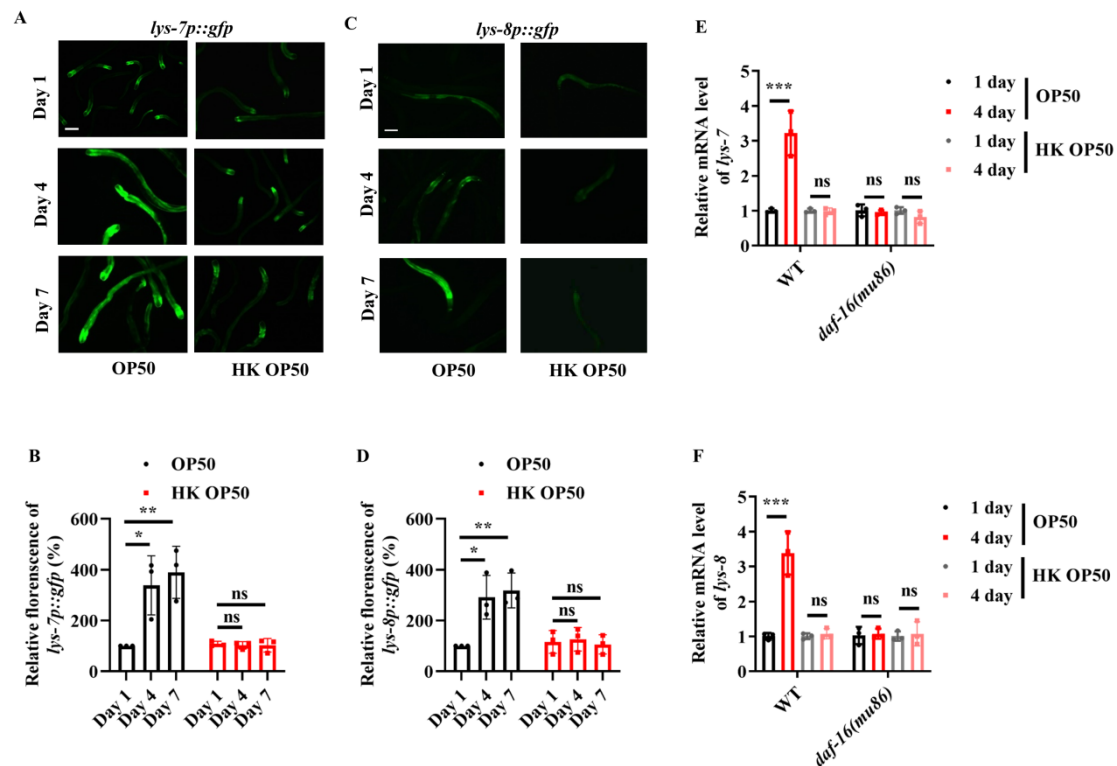 A
lys-7p::gfp
Day 1
Day 4
Day 7
OP50
HK OP50
C
lys-8p::gfp
Day 1
Day 4
Day 7
OP50
HK OP50
E
Relative mRNA level
of lys-7
5
4
3
2
1
0
***
ns
ns
ns
WT
daf-16(mu86)
1 day
4 day
OP50
1 day
4 day
HK OP50
B
OP50
HK OP50
Relative florenscence of
lys-7p::gfp (%)
600
400
200
0
**
*
ns
ns
Day 1
Day 4
Day 7
Day 1
Day 4
Day 7
D
OP50
HK OP50
Relative florenscence of
lys-8p::gfp (%)
600
400
200
0
**
*
ns
ns
Day 1
Day 4
Day 7
Day 1
Day 4
Day 7
F
Relative mRNA level
of lys-8
5
4
3
2
1
0
***
ns
ns
ns
WT
daf-16(mu86)
1 day
4 day
OP50
1 day
4 day
HK OP50